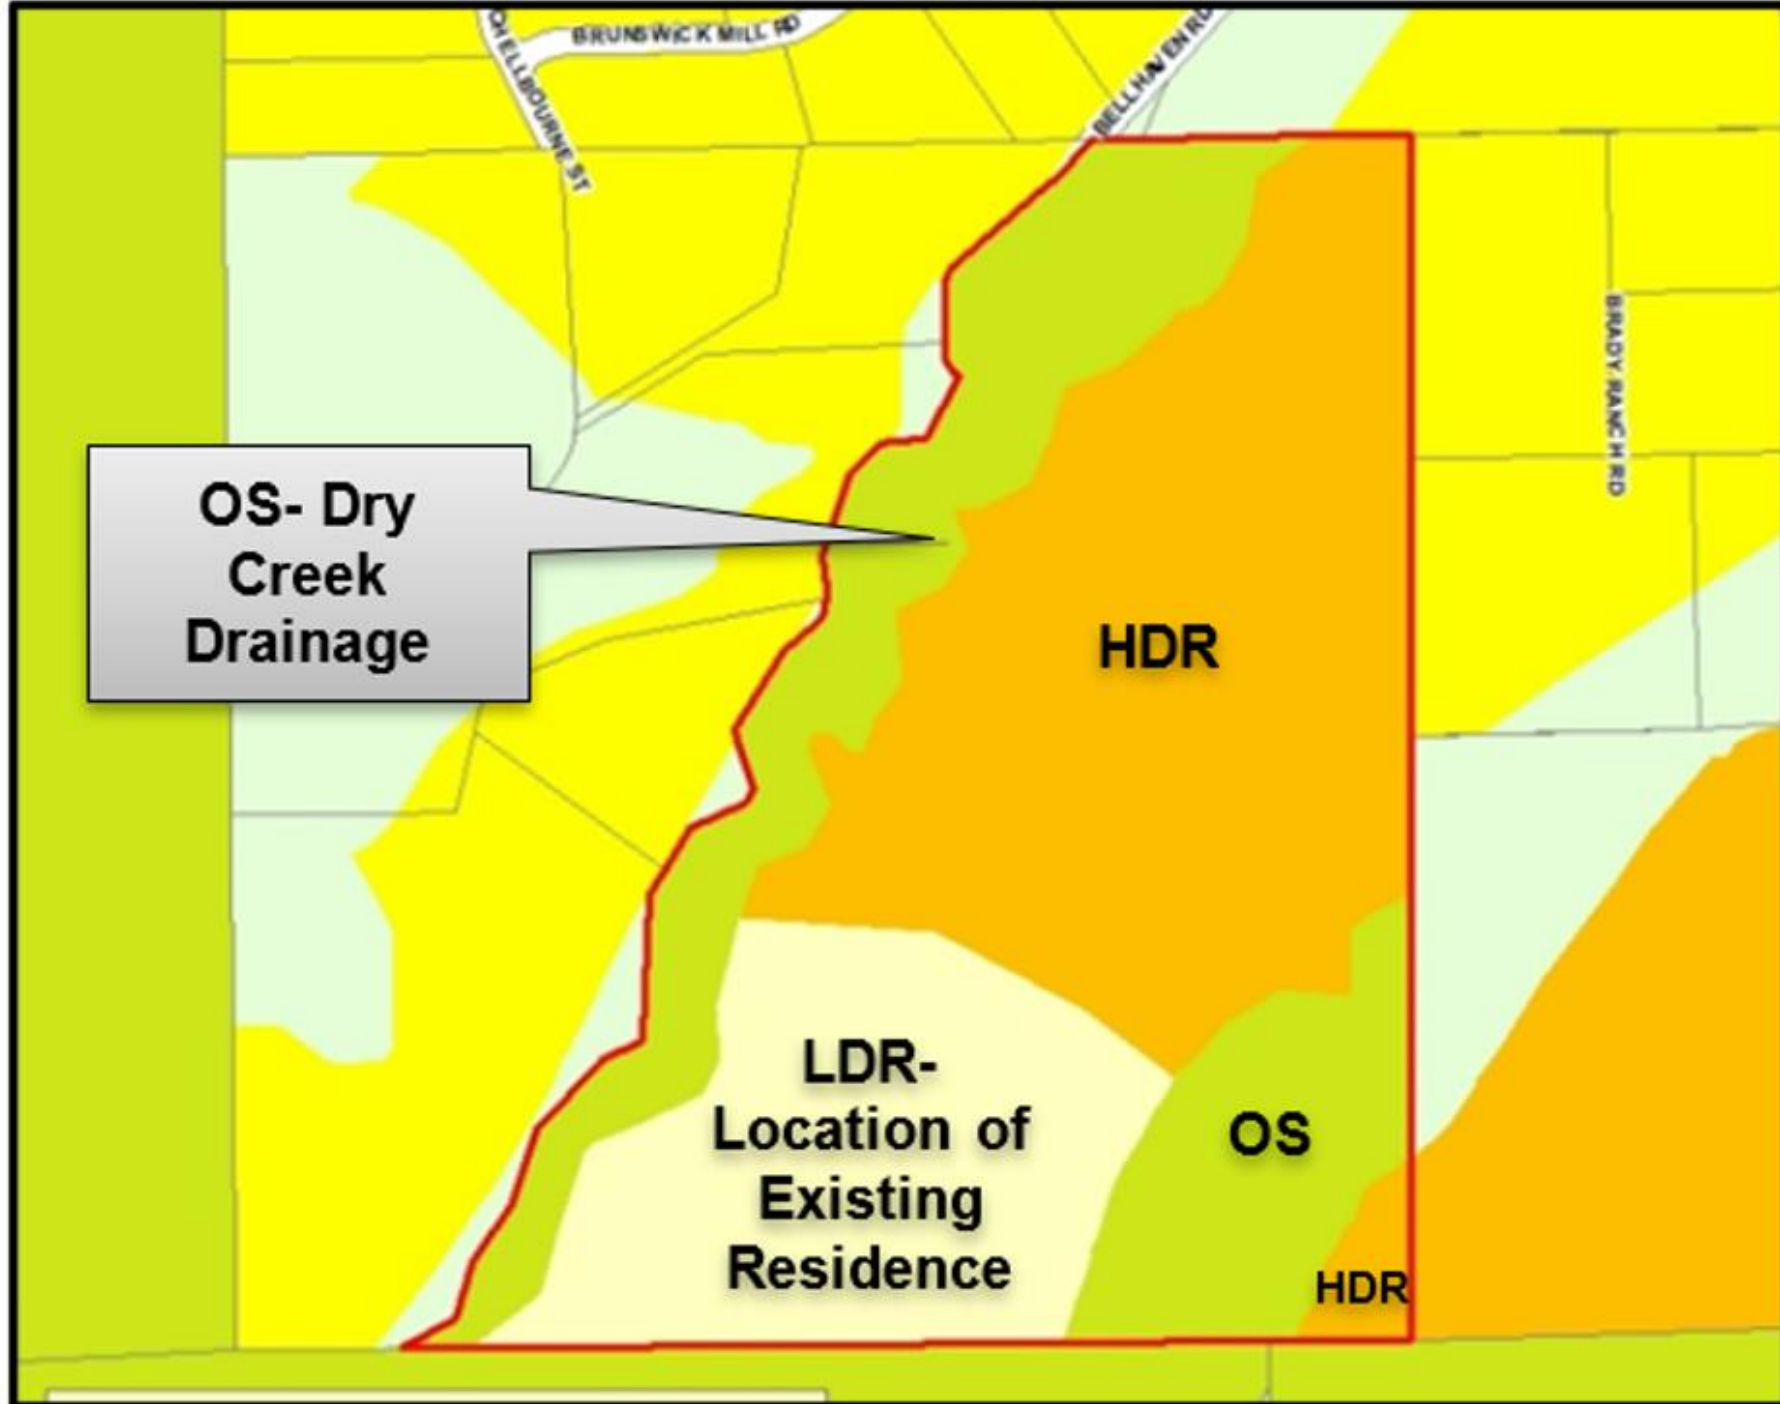 BRUNSWICK MILL RD
SHELLBOURNE ST
BELLHAVEN RD
BRADY RANCH RD
OS- Dry
Creek
Drainage
HDR
LDR-
Location of
Existing
Residence
OS
HDR